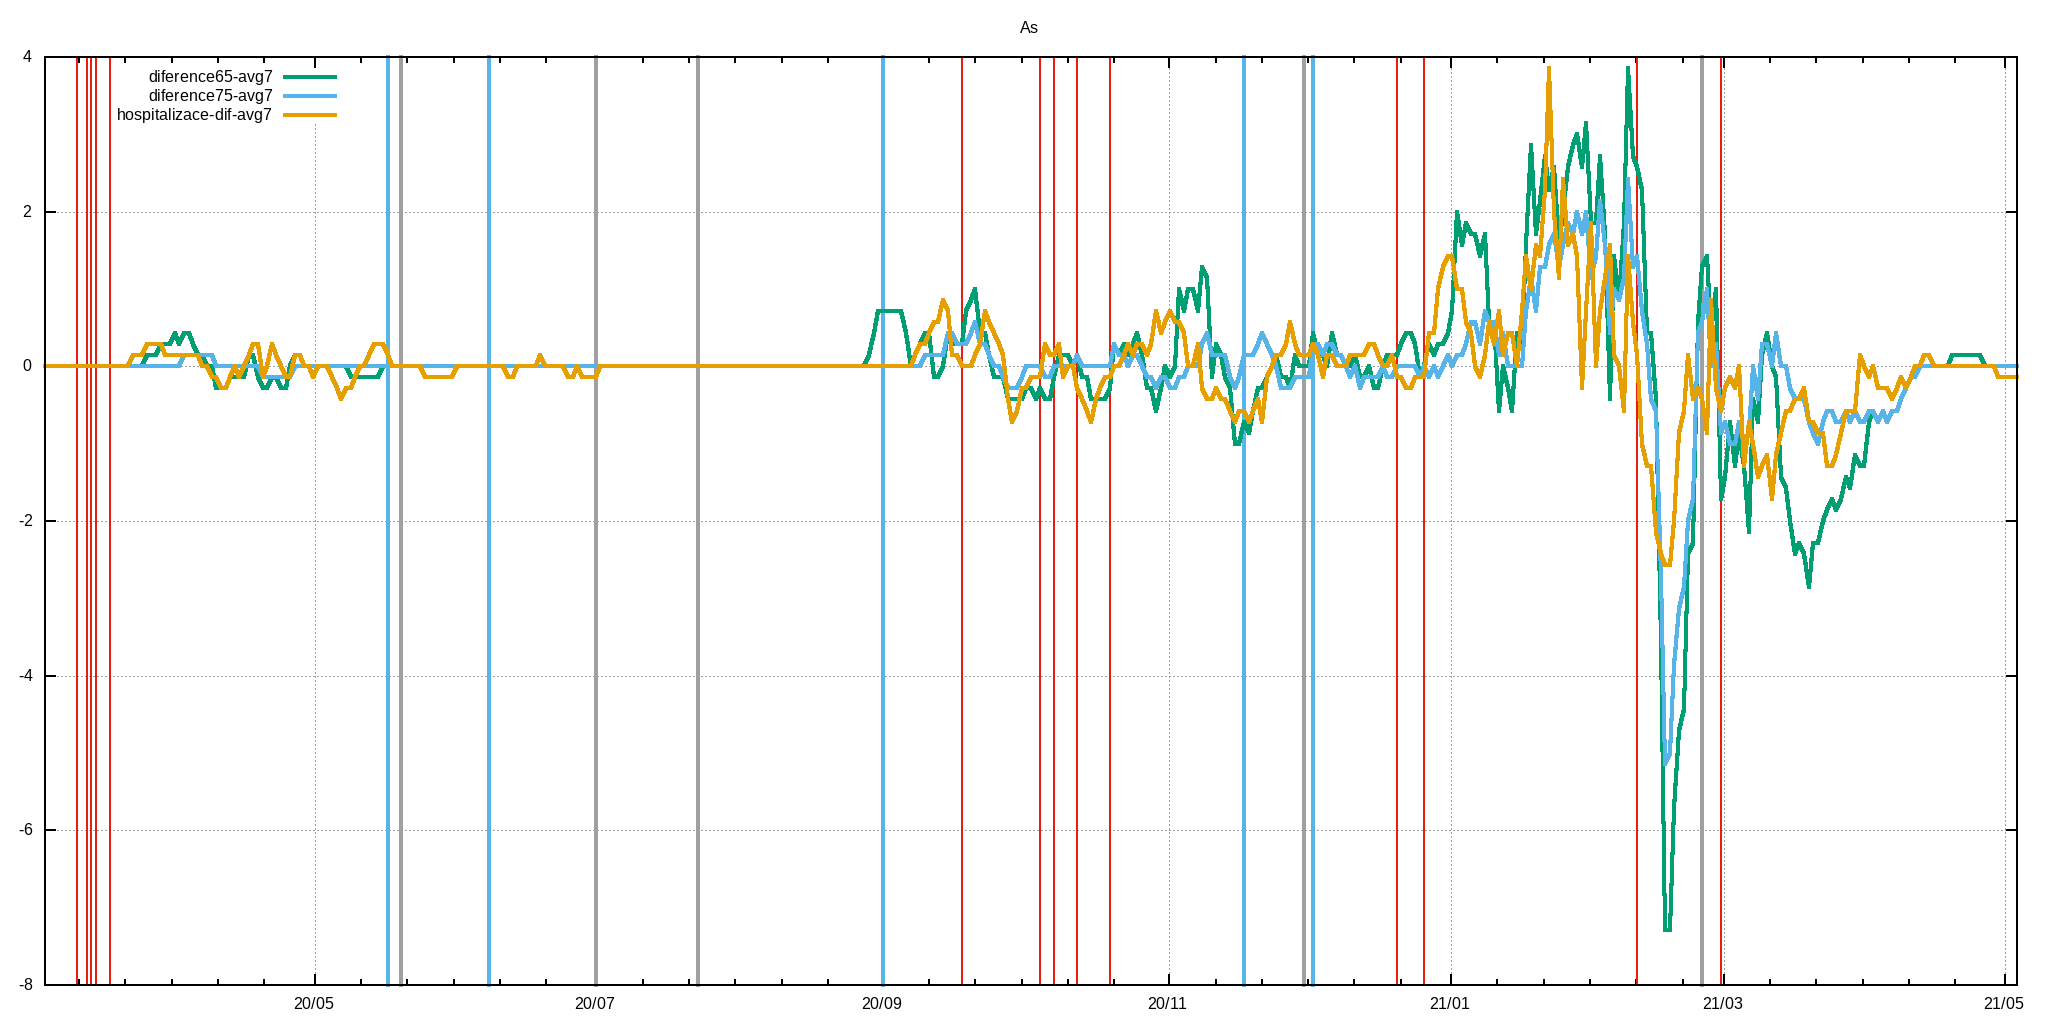 As
4
diference65-avg7
diference75-avg7
hospitalizace-dif-avg7
2
0
-2
-4
-6
-8
20/05 20/07 20/09 20/11 21/01 21/03 21/05